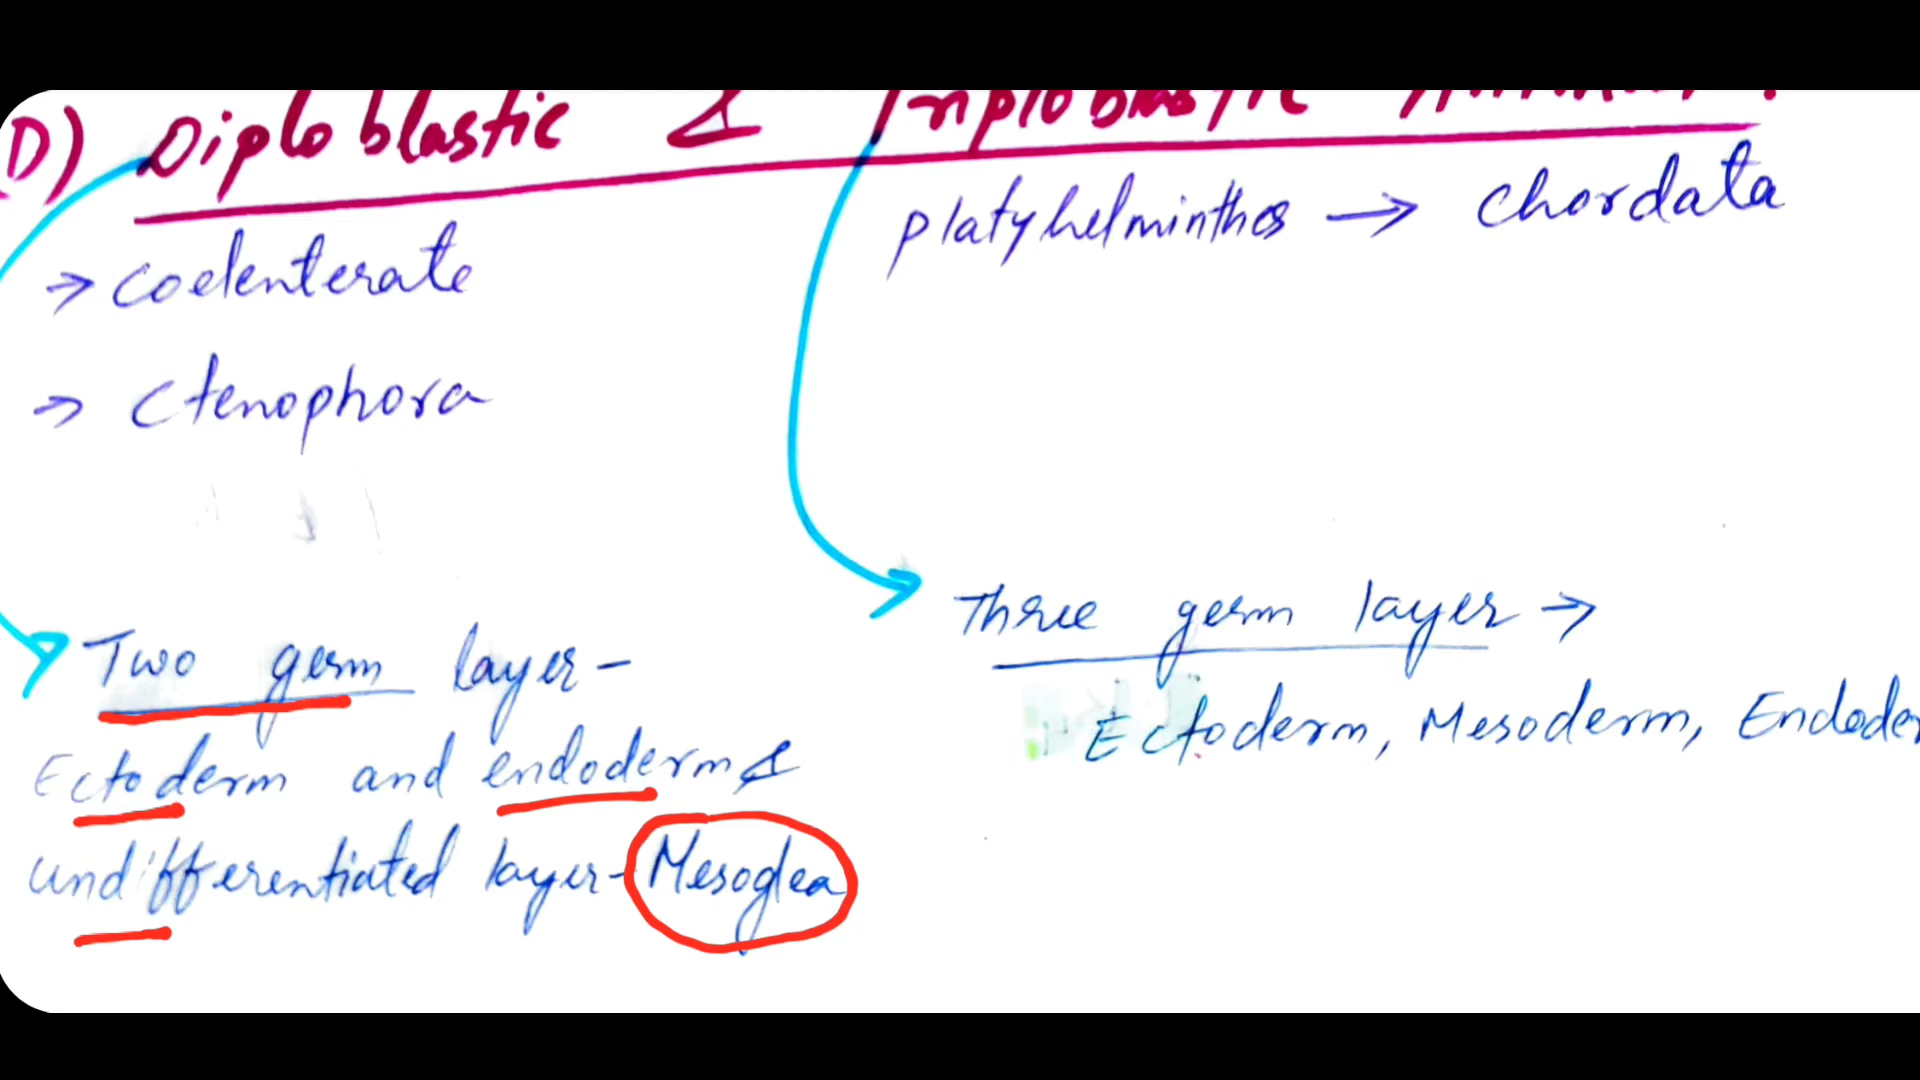 D) Diploblastic & Triploblastic Animal:
→ Coelenterate
→ Ctenophora
Two germ layer -
Ectoderm and endoderm &
undifferentiated layer - Mesoglea
Platyhelminthes → Chordata
Three germ layer →
Ectoderm, Mesoderm, Endoder